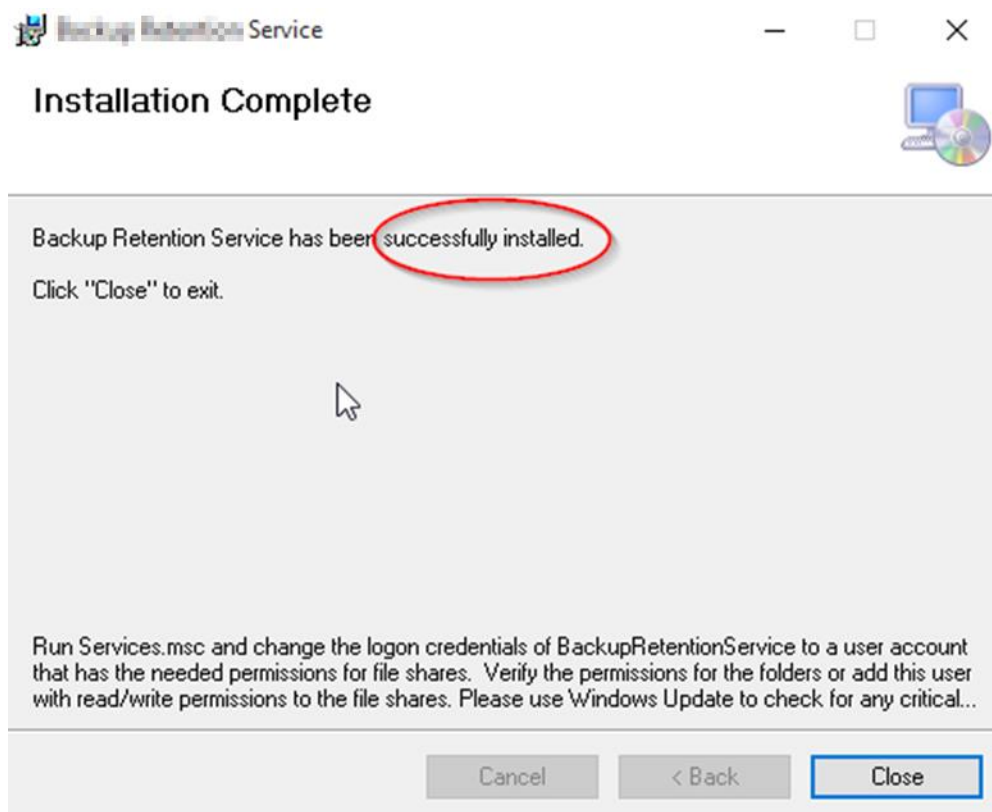 Service
Installation Complete
Backup Retention Service has been successfully installed.
Click "Close" to exit.
Run Services.msc and change the logon credentials of BackupRetentionService to a user account
that has the needed permissions for file shares.  Verify the permissions for the folders or add this user
with read/write permissions to the file shares. Please use Windows Update to check for any critical...
Cancel
< Back
Close